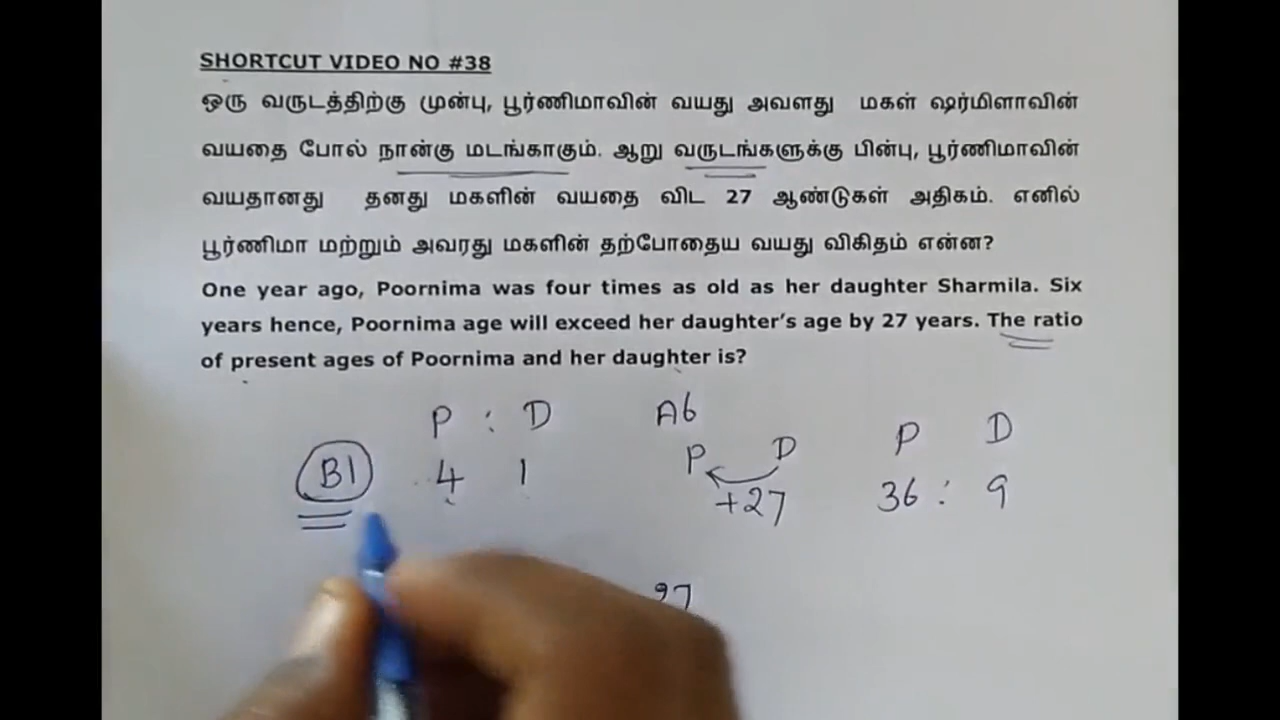 SHORTCUT VIDEO NO #38
ஒரு வருடத்திற்கு முன்பு, பூர்ணிமாவின் வயது அவளது மகள் ஷர்மிளாவின்
வயதை போல் நான்கு மடங்காகும். ஆறு வருடங்களுக்கு பின்பு, பூர்ணிமாவின்
வயதானது தனது மகளின் வயதை விட 27 ஆண்டுகள் அதிகம். எனில்
பூர்ணிமா மற்றும் அவரது மகளின் தற்போதைய வயது விகிதம் என்ன?
One year ago, Poornima was four times as old as her daughter Sharmila. Six
years hence, Poornima age will exceed her daughter's age by 27 years. The ratio
of present ages of Poornima and her daughter is?
P : D A6
P D P D
B1 4 1 +27 36 : 9
27